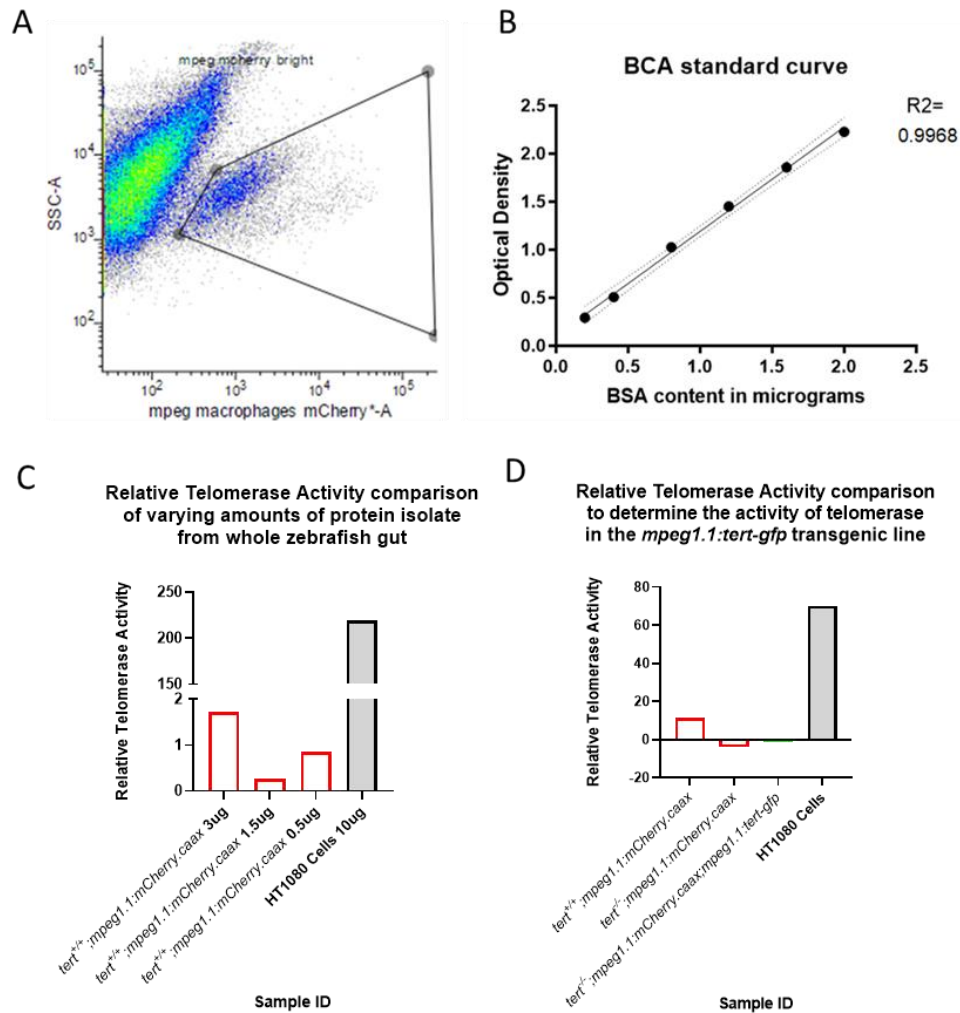 A
mpeg mcherry bright
10^5
10^4
10^3
10^2
SSC-A
10^2 10^3 10^4 10^5
mpeg macrophages mCherry*-A
B
BCA standard curve
R2=
0.9968
2.5
2.0
1.5
1.0
0.5
0.0
Optical Density
0.0 0.5 1.0 1.5 2.0 2.5
BSA content in micrograms
C
Relative Telomerase Activity comparison
of varying amounts of protein isolate
from whole zebrafish gut
250
200
150
2
1
0
Relative Telomerase Activity
tert+/+;mpeg1.1:mCherry.caax 3ug
tert+/+;mpeg1.1:mCherry.caax 1.5ug
tert+/+;mpeg1.1:mCherry.caax 0.5ug
HT1080 Cells 10ug
Sample ID
D
Relative Telomerase Activity comparison
to determine the activity of telomerase
in the mpeg1.1:tert-gfp transgenic line
80
60
40
20
0
-20
Relative Telomerase Activity
tert+/+;mpeg1.1:mCherry.caax
tert-/-;mpeg1.1:mCherry.caax
tert-/-;mpeg1.1:mCherry.caax;mpeg1.1:tert-gfp
HT1080 Cells
Sample ID